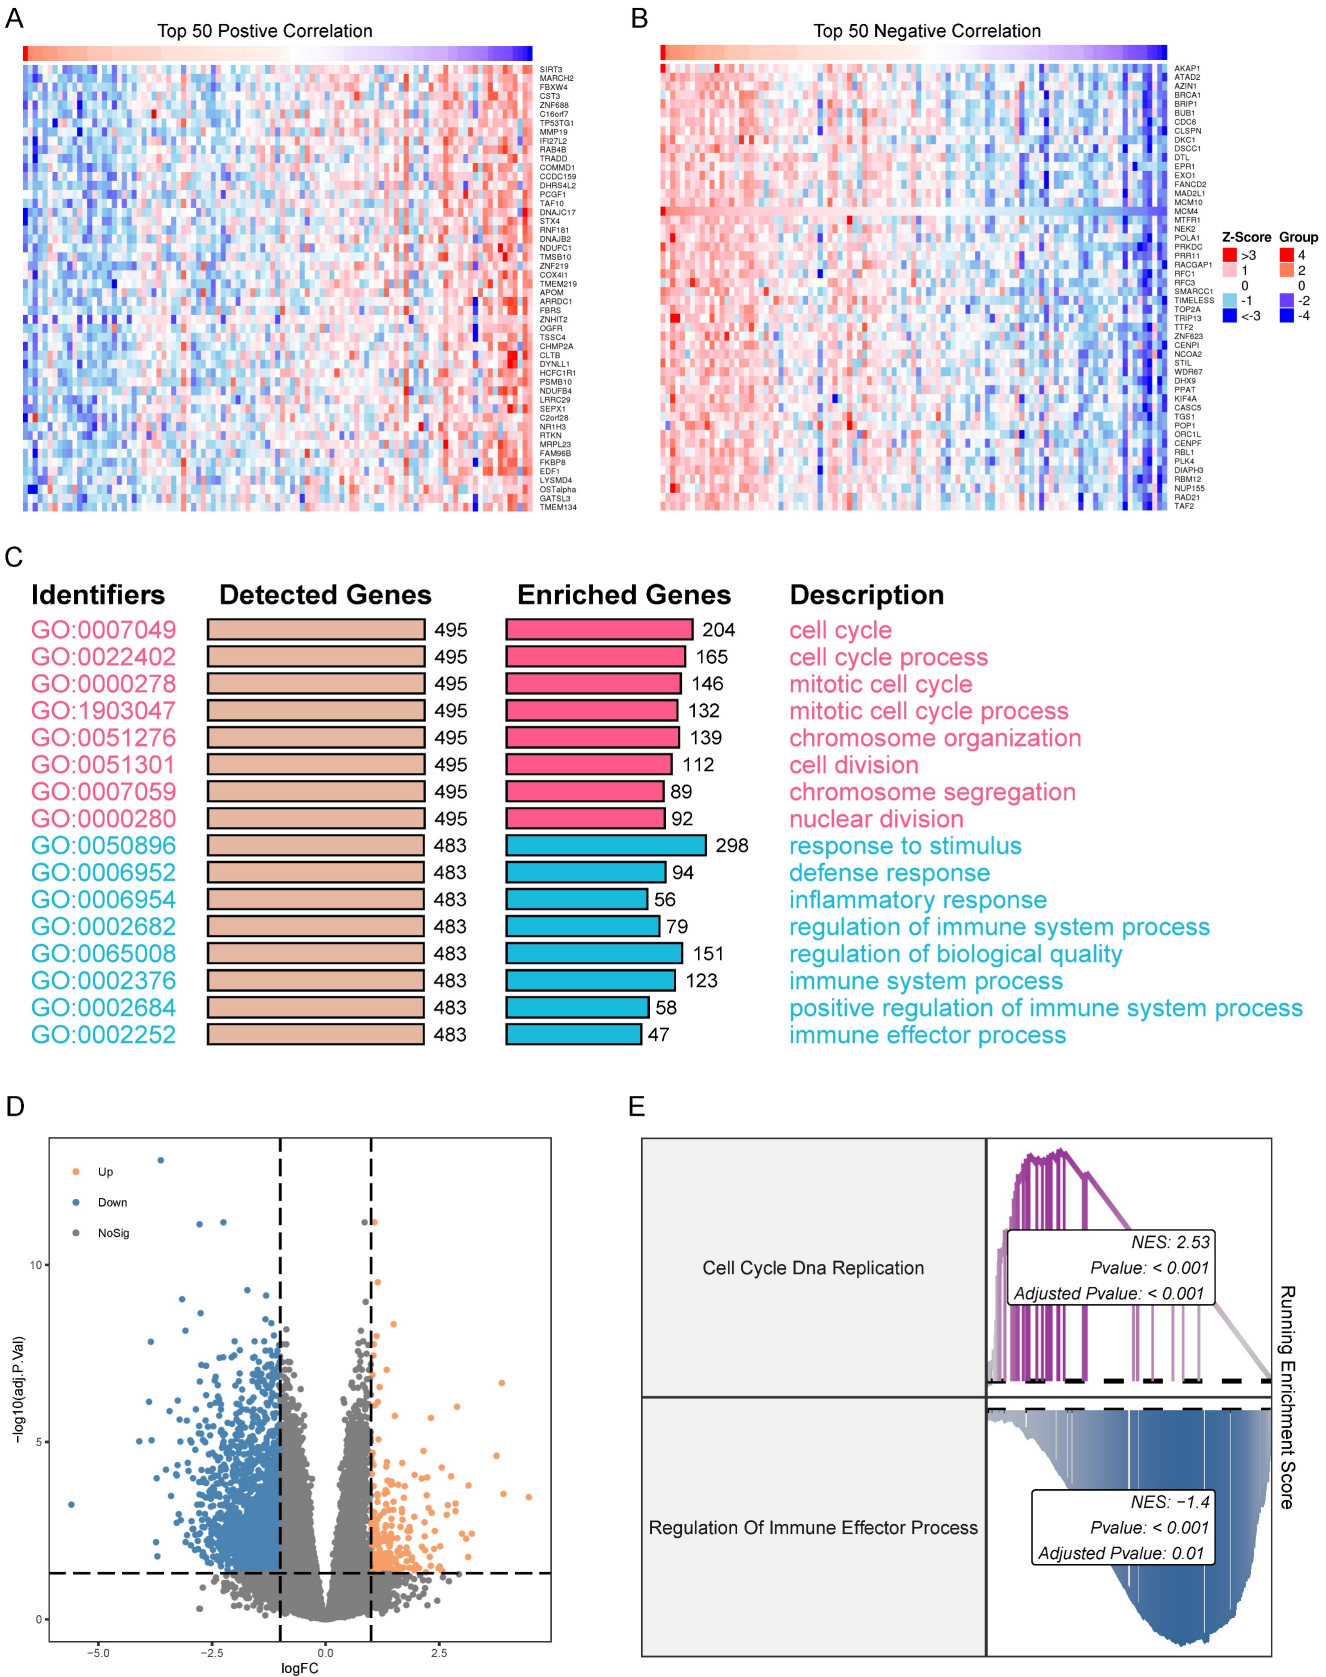 A
Top 50 Postive Correlation
SIRT3
MARCH2
FBXW4
CST3
ZNF688
C16orf7
TP53TG1
MMP19
IFI27L2
RAB4B
TRADD
COMMD1
CCDC159
DHRS4L2
PCGF1
TAF10
DNAJC17
STX4
RNF181
DNAJB2
NDUFC1
TMSB10
ZNF219
COX4I1
TMEM219
APOM
ARRDC1
FBRS
ZNHIT2
OGFR
TSSC4
CHMP2A
CLTB
DYNLL1
HCFC1R1
PSMB10
NDUFB4
LRRC29
SEPX1
C2orf28
NR1H3
RTKN
MRPL23
FAM96B
FKBP8
EDF1
LYSMD4
OSTalpha
GATSL3
TMEM134
B
Top 50 Negative Correlation
AKAP1
ATAD2
AZIN1
BRCA1
BRIP1
BUB1
CDC6
CLSPN
DKC1
DSCC1
DTL
EPR1
EXO1
FANCD2
MAD2L1
MCM10
MCM4
MTFR1
NEK2
POLA1
PRKDC
PRR11
RACGAP1
RFC1
RFC3
SMARCC1
TIMELESS
TOP2A
TRIP13
TTF2
ZNF623
CENPI
NCOA2
STIL
WDR67
DHX9
PPAT
KIF4A
CASC5
TGS1
POP1
ORC1L
CENPF
RBL1
PLK4
DIAPH3
RBM12
NUP155
RAD21
TAF2
Z-Score Group
>3 4
1 2
0 0
-1 -2
<-3 -4
C
Identifiers Detected Genes Enriched Genes Description
GO:0007049 495 204 cell cycle
GO:0022402 495 165 cell cycle process
GO:0000278 495 146 mitotic cell cycle
GO:1903047 495 132 mitotic cell cycle process
GO:0051276 495 139 chromosome organization
GO:0051301 495 112 cell division
GO:0007059 495 89 chromosome segregation
GO:0000280 495 92 nuclear division
GO:0050896 483 298 response to stimulus
GO:0006952 483 94 defense response
GO:0006954 483 56 inflammatory response
GO:0002682 483 79 regulation of immune system process
GO:0065008 483 151 regulation of biological quality
GO:0002376 483 123 immune system process
GO:0002684 483 58 positive regulation of immune system process
GO:0002252 483 47 immune effector process
D
Up
Down
NoSig
10
5
0
−log10(adj.P.Val)
−5.0 −2.5 0.0 2.5
logFC
E
Cell Cycle Dna Replication
NES: 2.53
Pvalue: < 0.001
Adjusted Pvalue: < 0.001
Regulation Of Immune Effector Process
NES: −1.4
Pvalue: < 0.001
Adjusted Pvalue: 0.01
Running Enrichment Score